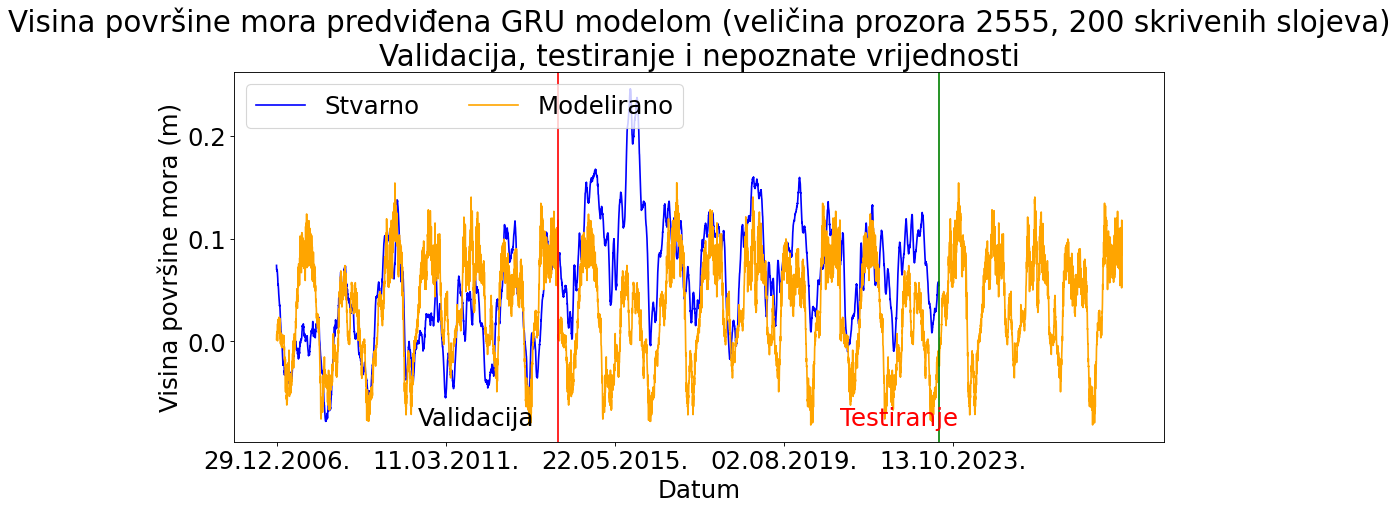 Visina površine mora predviđena GRU modelom (veličina prozora 2555, 200 skrivenih slojeva)
Validacija, testiranje i nepoznate vrijednosti
Stvarno
Modelirano
Visina površine mora (m)
0.2
0.1
0.0
Validacija
Testiranje
29.12.2006.
11.03.2011.
22.05.2015.
02.08.2019.
13.10.2023.
Datum